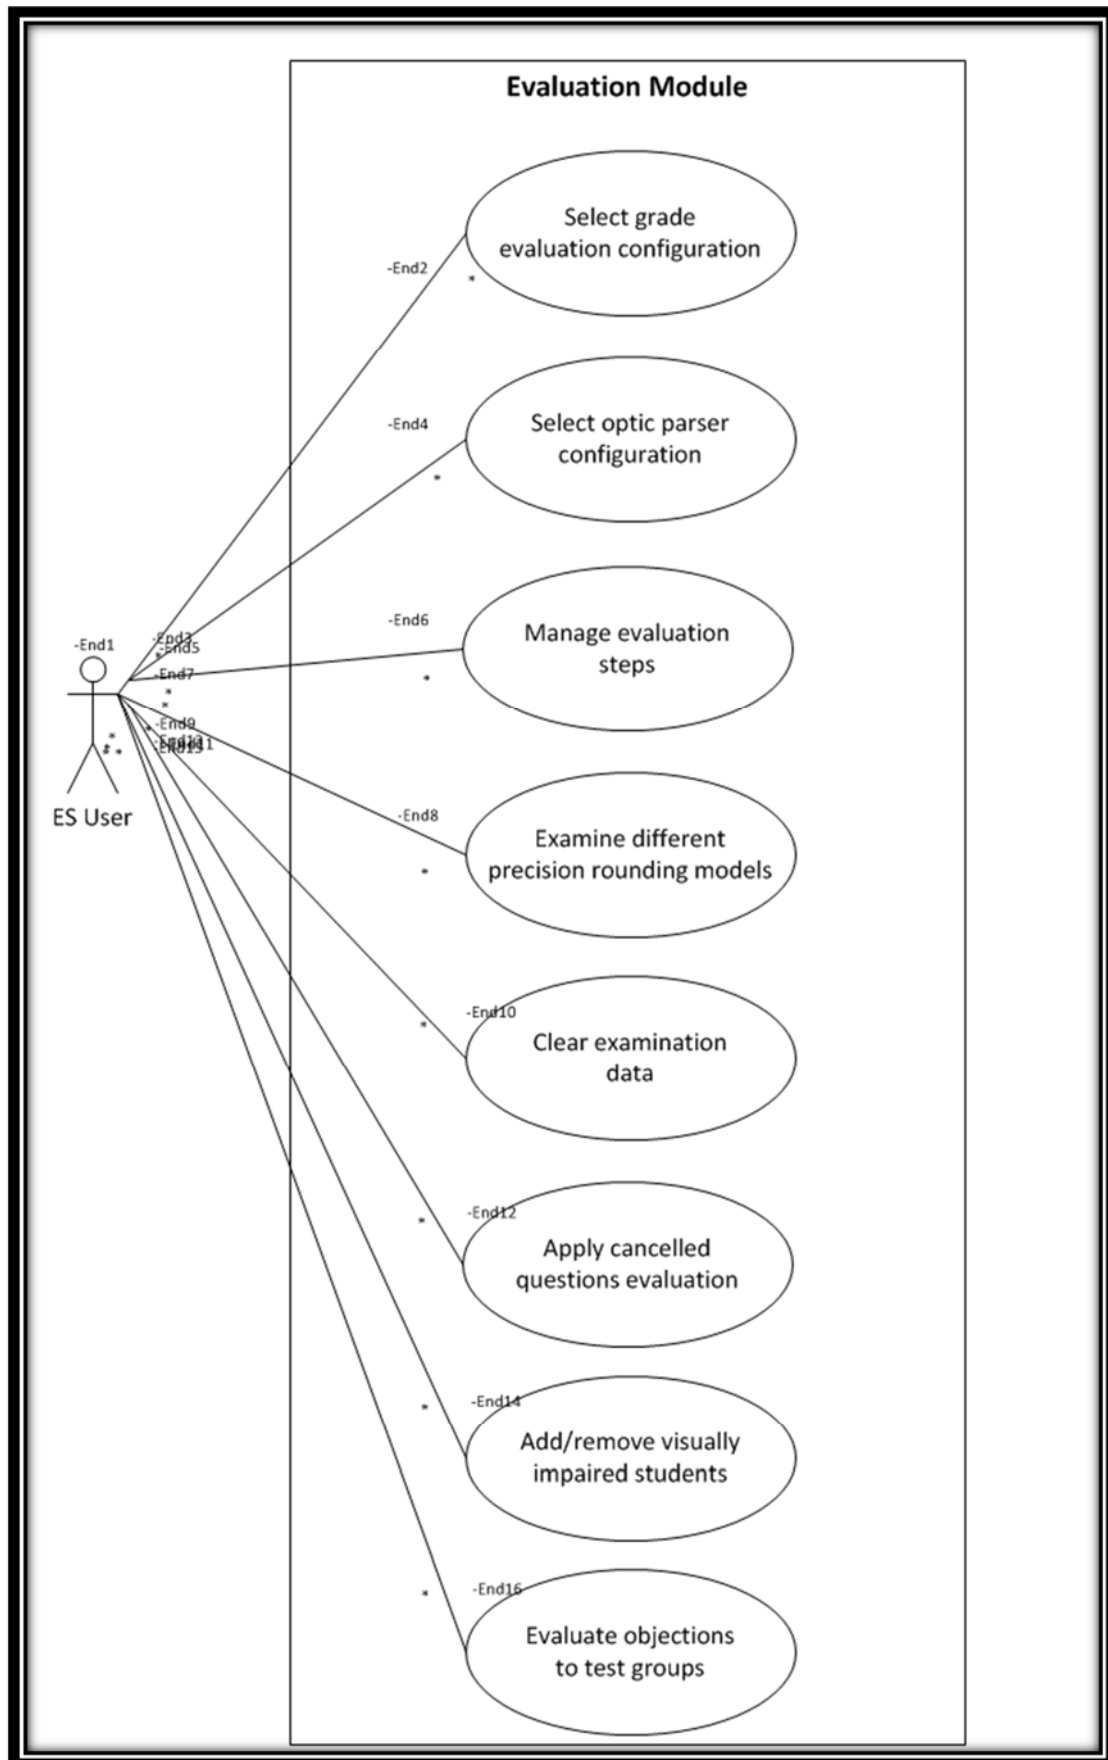 Evaluation Module
Select grade
evaluation configuration
-End2
*
Select optic parser
configuration
-End4
*
-End6
Manage evaluation
steps
*
-End1
-End3
-End5
*
-End7
*
*
-End9
*
-End11
*
*
*
ES User
-End8
Examine different
precision rounding models
*
-End10
*
Clear examination
data
-End12
*
Apply cancelled
questions evaluation
-End14
*
Add/remove visually
impaired students
-End16
*
Evaluate objections
to test groups